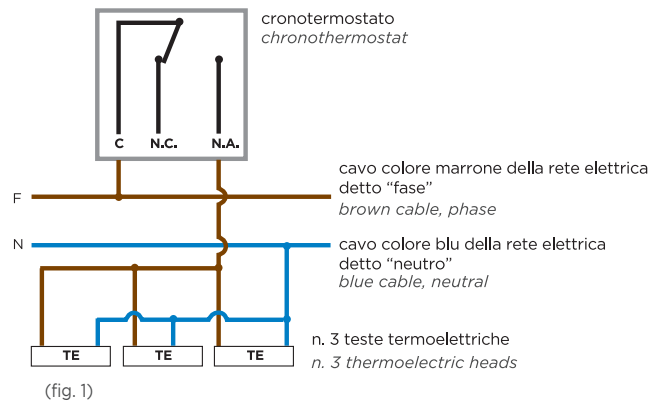 cronotermostato
chronothermostat
C N.C. N.A.
cavo colore marrone della rete elettrica
detto “fase”
brown cable, phase
F
N
cavo colore blu della rete elettrica
detto “neutro”
blue cable, neutral
n. 3 teste termoelettriche
n. 3 thermoelectric heads
TE TE TE
(fig. 1)